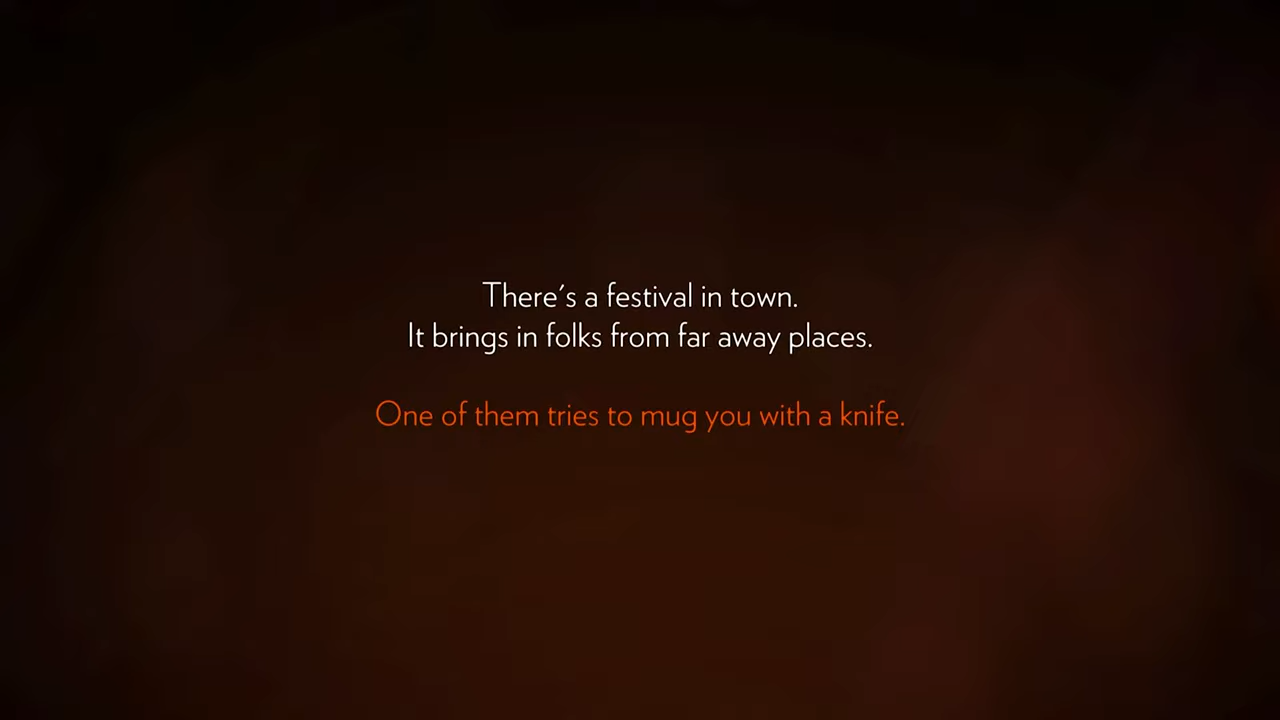 There's a festival in town.
It brings in folks from far away places.
One of them tries to mug you with a knife.